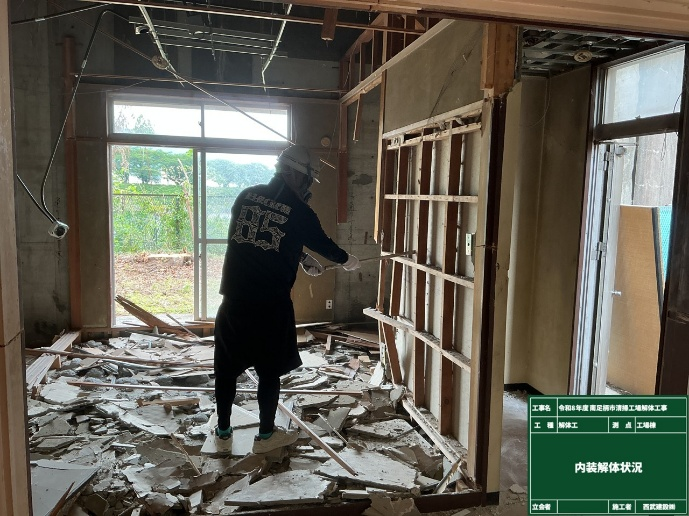 85
工事名 令和6年度 南足柄市清掃工場解体工事
工 種 解体工 測 点 工場棟
内装解体状況
立会者 施工者 西武建設㈱